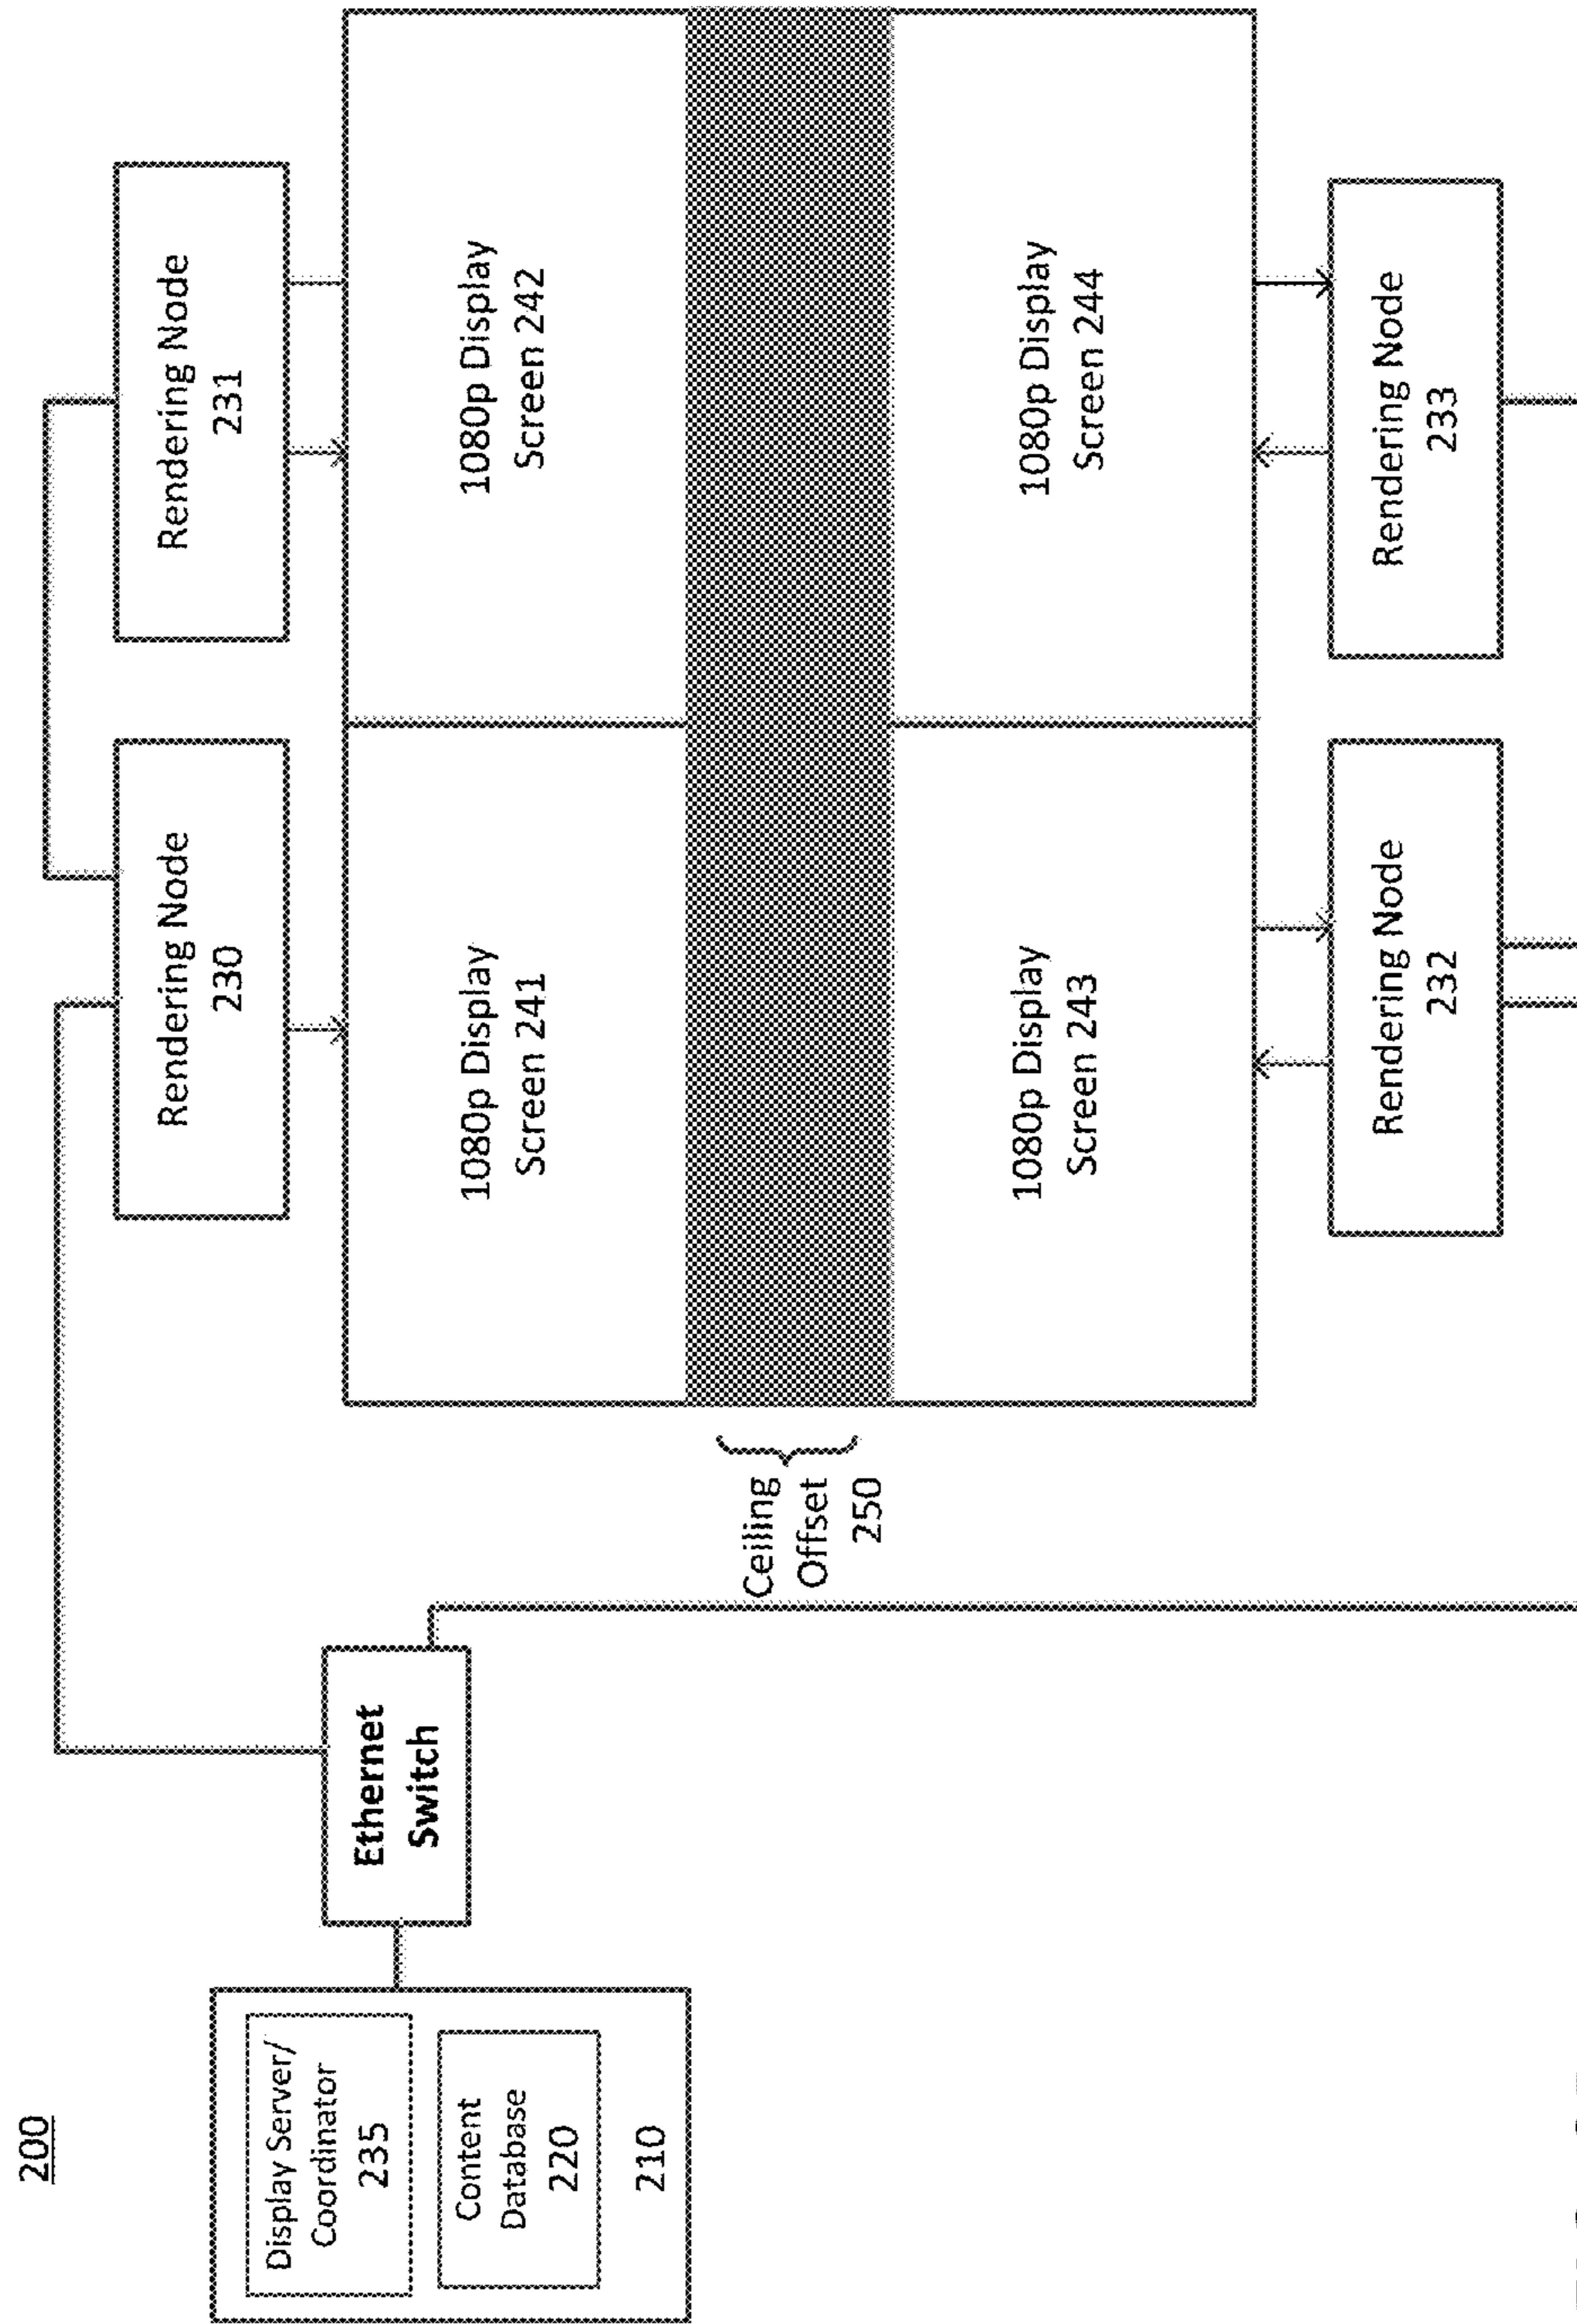 200
Display Server/
Coordinator
235
Content
Database
220
210
Ethernet
Switch
Rendering Node
230
Rendering Node
231
1080p Display
Screen 241
1080p Display
Screen 242
Ceiling
Offset
250
1080p Display
Screen 243
1080p Display
Screen 244
Rendering Node
232
Rendering Node
233